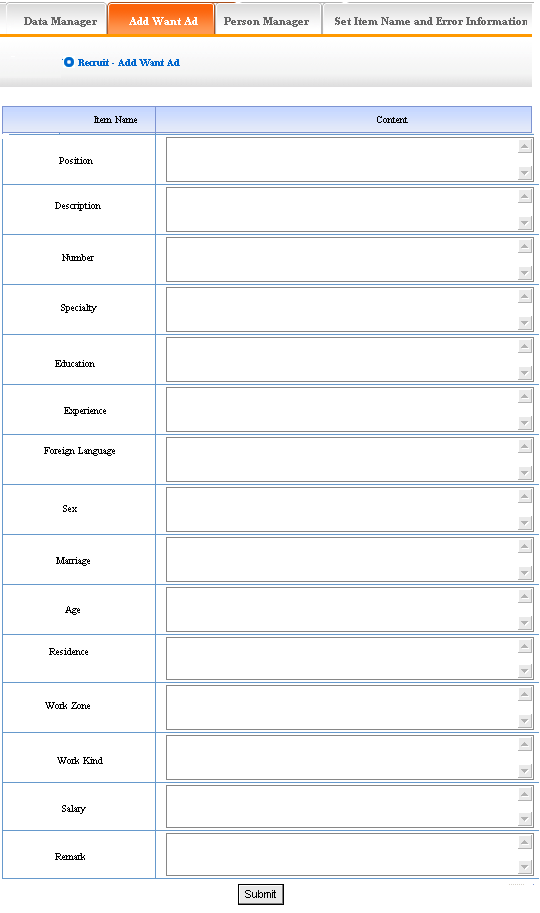 Data Manager Add Want Ad Person Manager Set Item Name and Error Information
Recruit - Add Want Ad
Item Name Content
Position
Description
Number
Specialty
Education
Experience
Foreign Language
Sex
Marriage
Age
Residence
Work Zone
Work Kind
Salary
Remark
Submit